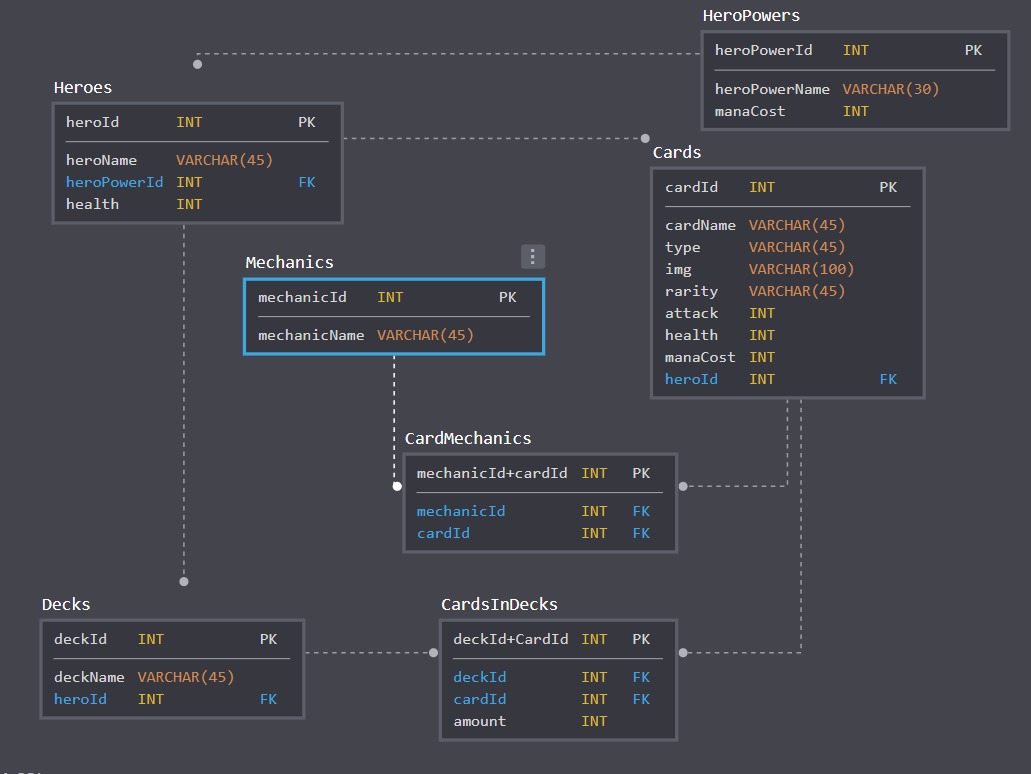 HeroPowers
heroPowerId INT PK
heroPowerName VARCHAR(30)
manaCost INT
Heroes
heroId INT PK
heroName VARCHAR(45)
heroPowerId INT FK
health INT
Cards
cardId INT PK
cardName VARCHAR(45)
type VARCHAR(45)
img VARCHAR(100)
rarity VARCHAR(45)
attack INT
health INT
manaCost INT
heroId INT FK
Mechanics
mechanicId INT PK
mechanicName VARCHAR(45)
CardMechanics
mechanicId+cardId INT PK
mechanicId INT FK
cardId INT FK
Decks
deckId INT PK
deckName VARCHAR(45)
heroId INT FK
CardsInDecks
deckId+CardId INT PK
deckId INT FK
cardId INT FK
amount INT